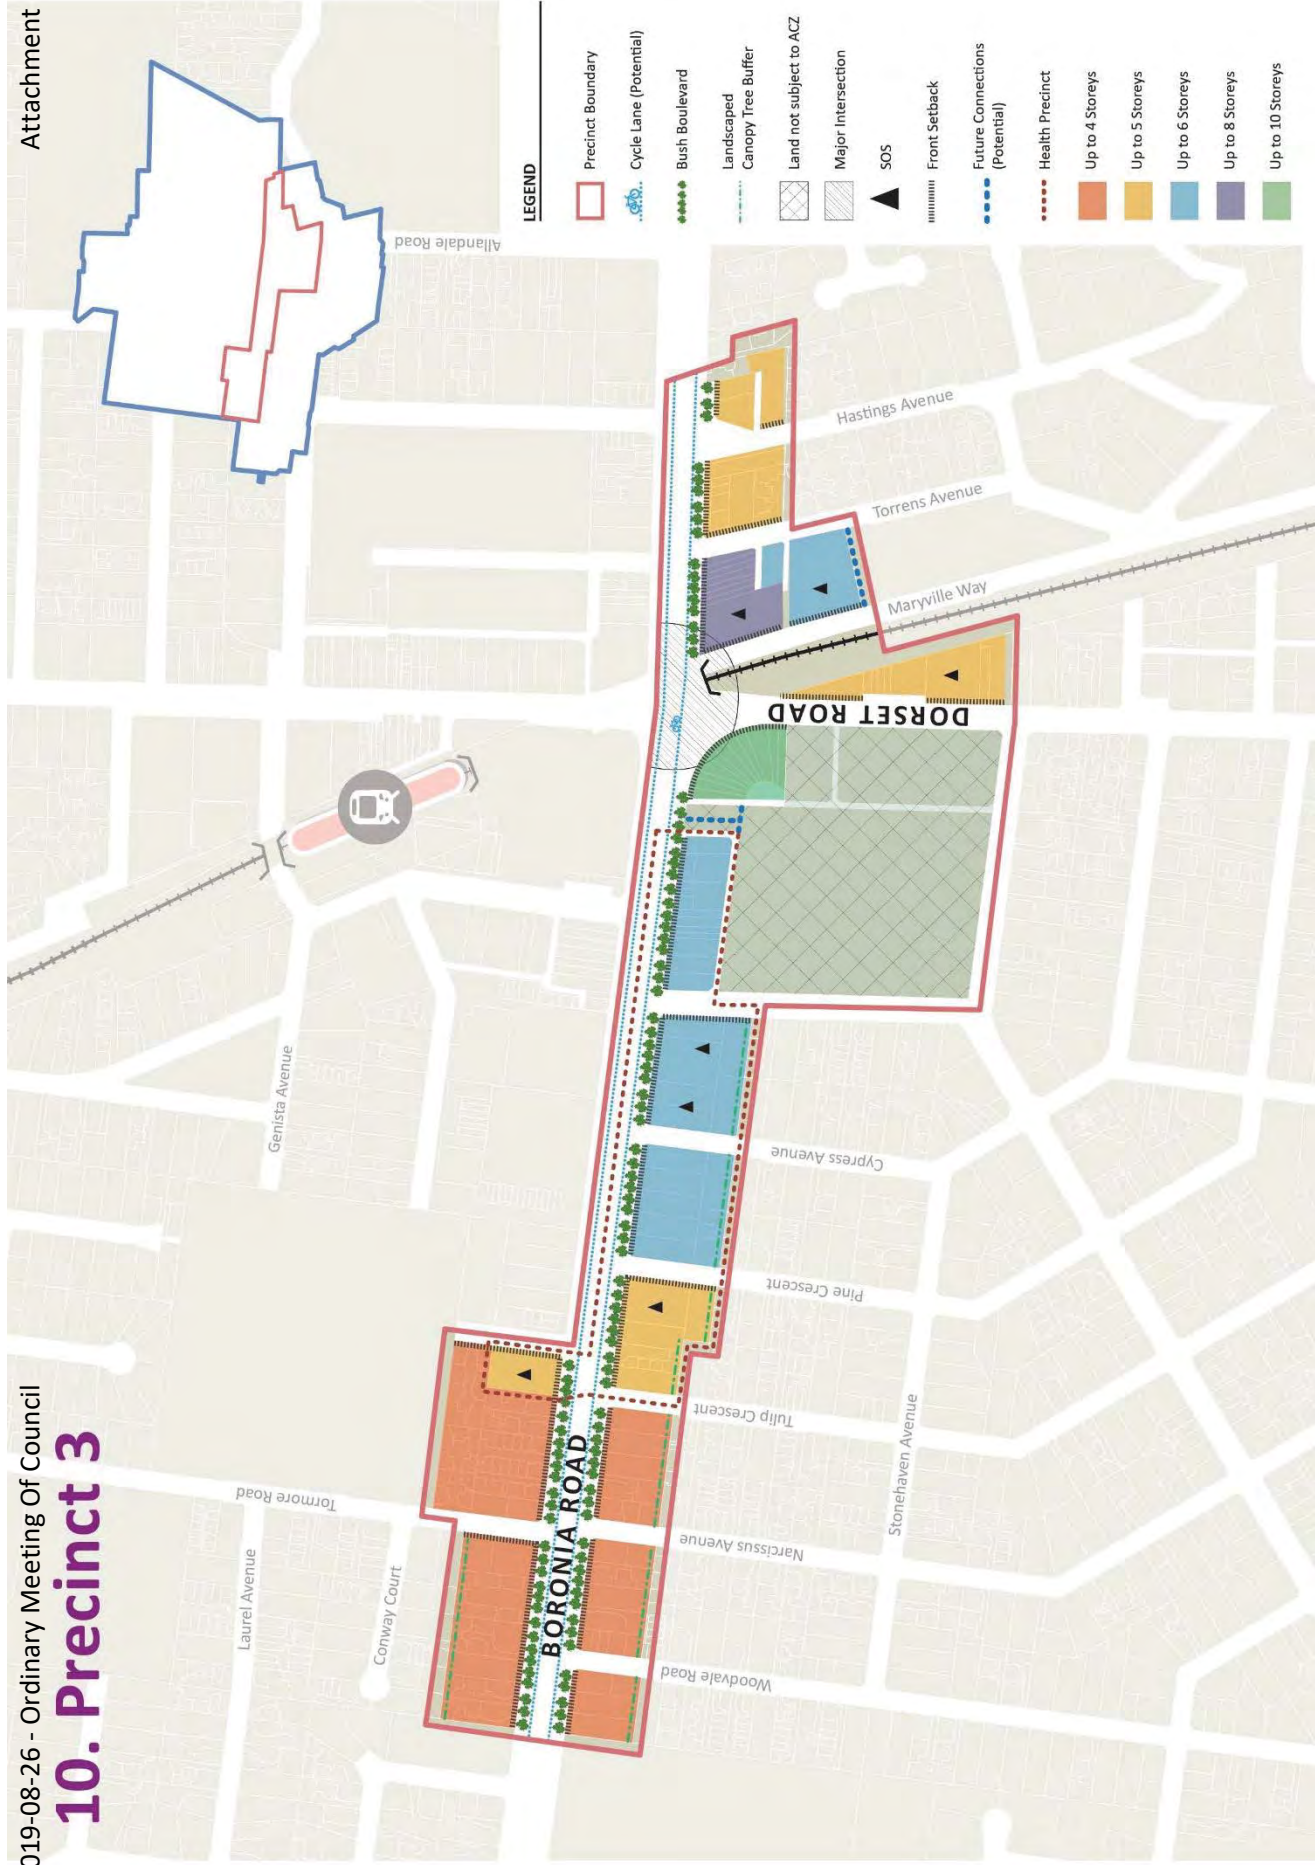 019-08-26 - Ordinary Meeting Of Council
Attachment
10. Precinct 3
Laurel Avenue
Conway Court
Tormore Road
Genista Avenue
Allandale Road
BORONIA ROAD
DORSET ROAD
Woodvale Road
Narcissus Avenue
Tulip Crescent
Stonehaven Avenue
Pine Crescent
Cypress Avenue
Maryville Way
Torrens Avenue
Hastings Avenue
LEGEND
Precinct Boundary
Cycle Lane (Potential)
Bush Boulevard
Landscaped
Canopy Tree Buffer
Land not subject to ACZ
Major Intersection
SOS
Front Setback
Future Connections
(Potential)
Health Precinct
Up to 4 Storeys
Up to 5 Storeys
Up to 6 Storeys
Up to 8 Storeys
Up to 10 Storeys